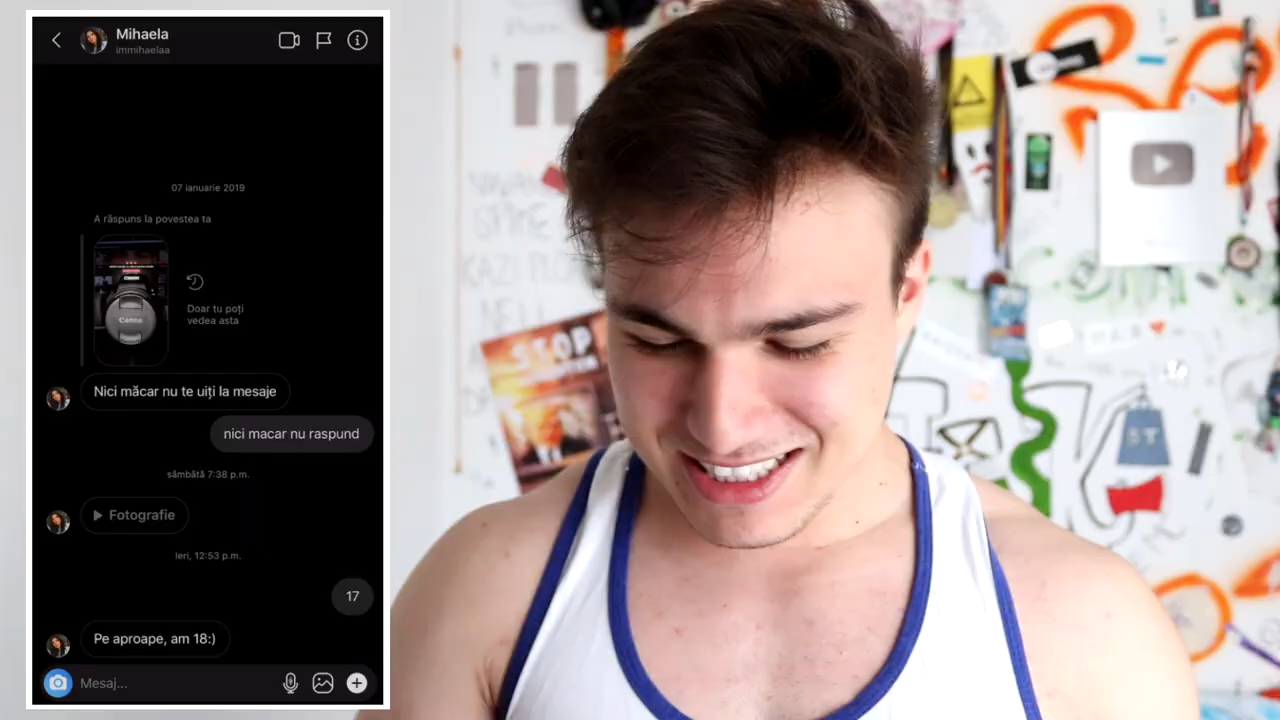 Mihaela
immihaelaa
07 ianuarie 2019
A răspuns la povestea ta
Canon
Doar tu poți
vedea asta
Nici măcar nu te uiți la mesaje
nici macar nu raspund
sâmbătă 7:38 p.m.
Fotografie
Ieri, 12:53 p.m.
17
Pe aproape, am 18:)
Mesaj...
STOP